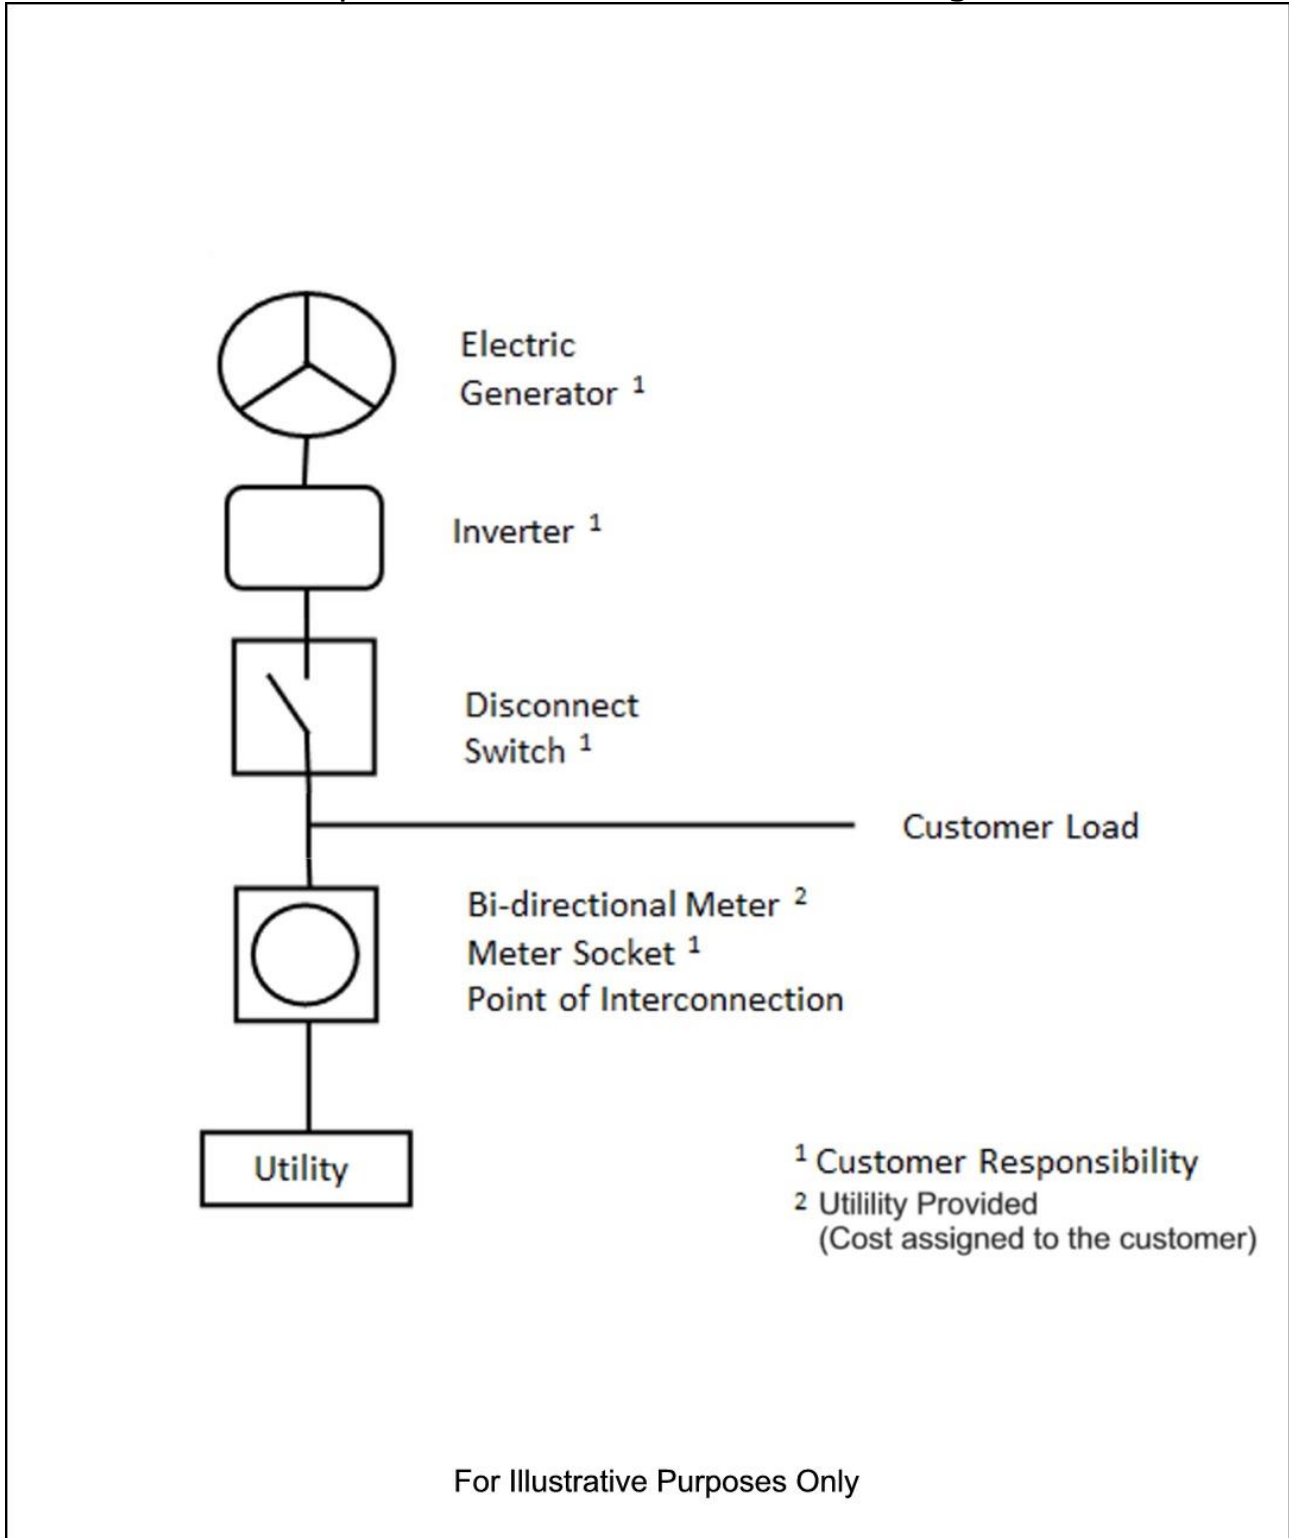 Electric
Generator 1
Inverter 1
Disconnect
Switch 1
Customer Load
Bi-directional Meter 2
Meter Socket 1
Point of Interconnection
Utility
1 Customer Responsibility
2 Utilility Provided
(Cost assigned to the customer)
For Illustrative Purposes Only